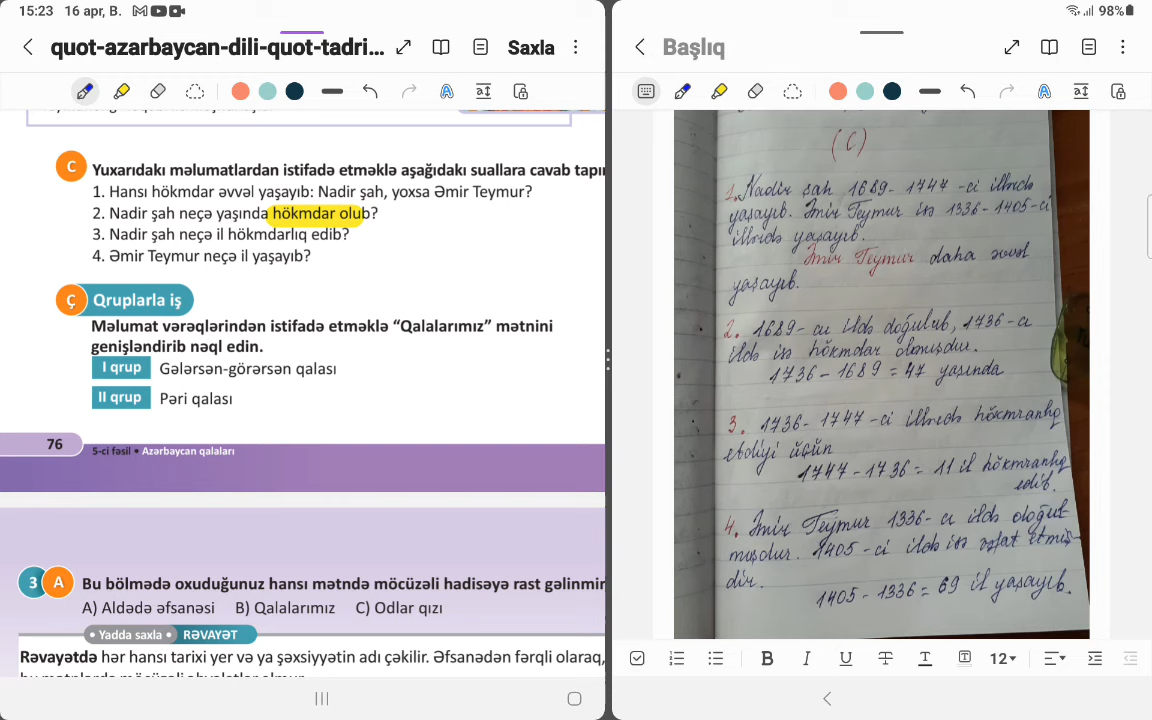 15:23 16 apr, B.
98%
quot-azarbaycan-dili-quot-tadri...
Saxla
Başlıq
C Yuxarıdakı məlumatlardan istifadə etməklə aşağıdakı suallara cavab tapın
1. Hansı hökmdar əvvəl yaşayıb: Nadir şah, yoxsa Əmir Teymur?
2. Nadir şah neçə yaşında hökmdar olub?
3. Nadir şah neçə il hökmdarlıq edib?
4. Əmir Teymur neçə il yaşayıb?
Ç Qruplarla iş
Məlumat vərəqlərindən istifadə etməklə “Qalalarımız” mətnini
genişləndirib nəql edin.
I qrup Gələrsən-görərsən qalası
II qrup Pəri qalası
76 5-ci fəsil • Azərbaycan qalaları
3 A Bu bölmədə oxuduğunuz hansı mətndə möcüzəli hadisəyə rast gəlinmir
A) Aldədə əfsanəsi B) Qalalarımız C) Odlar qızı
• Yadda saxla • RƏVAYƏT
Rəvayətdə hər hansı tarixi yer və ya şəxsiyyətin adı çəkilir. Əfsanədən fərqli olaraq,
(C)
1. Nadir şah 1689-1747-ci illərdə
yaşayıb. Əmir Teymur isə 1336-1405-ci
illərdə yaşayıb.
Əmir Teymur daha əvvəl
yaşayıb.
2. 1689-cu ildə doğulub, 1736-cı
ildə isə hökmdar olmuşdur.
1736-1689=47 yaşında
3. 1736-1747-ci illərdə hökmranlıq
etdiyi üçün
1747-1736=11 il hökmranlıq
edib.
4. Əmir Teymur 1336-cı ildə doğul-
muşdur. 1405-ci ildə isə vəfat etmiş-
dir.
1405-1336=69 il yaşayıb.
12